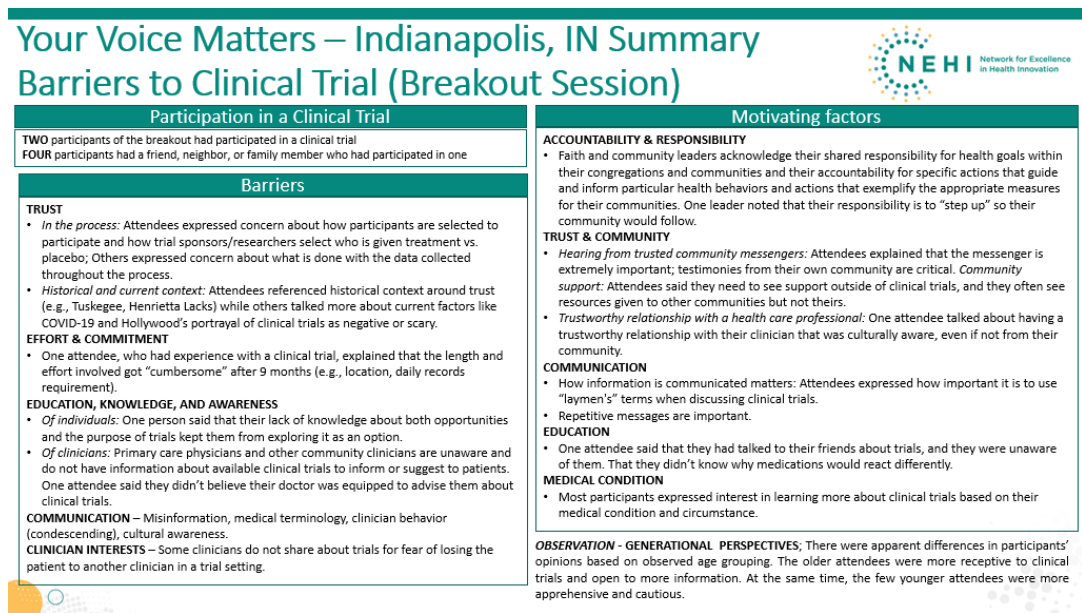 Your Voice Matters – Indianapolis, IN Summary
Barriers to Clinical Trial (Breakout Session)
NEHI
Network for Excellence
in Health Innovation
Participation in a Clinical Trial
TWO participants of the breakout had participated in a clinical trial
FOUR participants had a friend, neighbor, or family member who had participated in one
Barriers
TRUST
• In the process: Attendees expressed concern about how participants are selected to
participate and how trial sponsors/researchers select who is given treatment vs.
placebo; Others expressed concern about what is done with the data collected
throughout the process.
• Historical and current context: Attendees referenced historical context around trust
(e.g., Tuskegee, Henrietta Lacks) while others talked more about current factors like
COVID-19 and Hollywood's portrayal of clinical trials as negative or scary.
EFFORT & COMMITMENT
• One attendee, who had experience with a clinical trial, explained that the length and
effort involved got “cumbersome” after 9 months (e.g., location, daily records
requirement).
EDUCATION, KNOWLEDGE, AND AWARENESS
• Of individuals: One person said that their lack of knowledge about both opportunities
and the purpose of trials kept them from exploring it as an option.
• Of clinicians: Primary care physicians and other community clinicians are unaware and
do not have information about available clinical trials to inform or suggest to patients.
One attendee said they didn't believe their doctor was equipped to advise them about
clinical trials.
COMMUNICATION – Misinformation, medical terminology, clinician behavior
(condescending), cultural awareness.
CLINICIAN INTERESTS – Some clinicians do not share about trials for fear of losing the
patient to another clinician in a trial setting.
Motivating factors
ACCOUNTABILITY & RESPONSIBILITY
• Faith and community leaders acknowledge their shared responsibility for health goals within
their congregations and communities and their accountability for specific actions that guide
and inform particular health behaviors and actions that exemplify the appropriate measures
for their communities. One leader noted that their responsibility is to “step up” so their
community would follow.
TRUST & COMMUNITY
• Hearing from trusted community messengers: Attendees explained that the messenger is
extremely important; testimonies from their own community are critical. Community
support: Attendees said they need to see support outside of clinical trials, and they often see
resources given to other communities but not theirs.
• Trustworthy relationship with a health care professional: One attendee talked about having a
trustworthy relationship with their clinician that was culturally aware, even if not from their
community.
COMMUNICATION
• How information is communicated matters: Attendees expressed how important it is to use
“laymen's” terms when discussing clinical trials.
• Repetitive messages are important.
EDUCATION
• One attendee said that they had talked to their friends about trials, and they were unaware
of them. That they didn't know why medications would react differently.
MEDICAL CONDITION
• Most participants expressed interest in learning more about clinical trials based on their
medical condition and circumstance.
OBSERVATION - GENERATIONAL PERSPECTIVES; There were apparent differences in participants'
opinions based on observed age grouping. The older attendees were more receptive to clinical
trials and open to more information. At the same time, the few younger attendees were more
apprehensive and cautious.